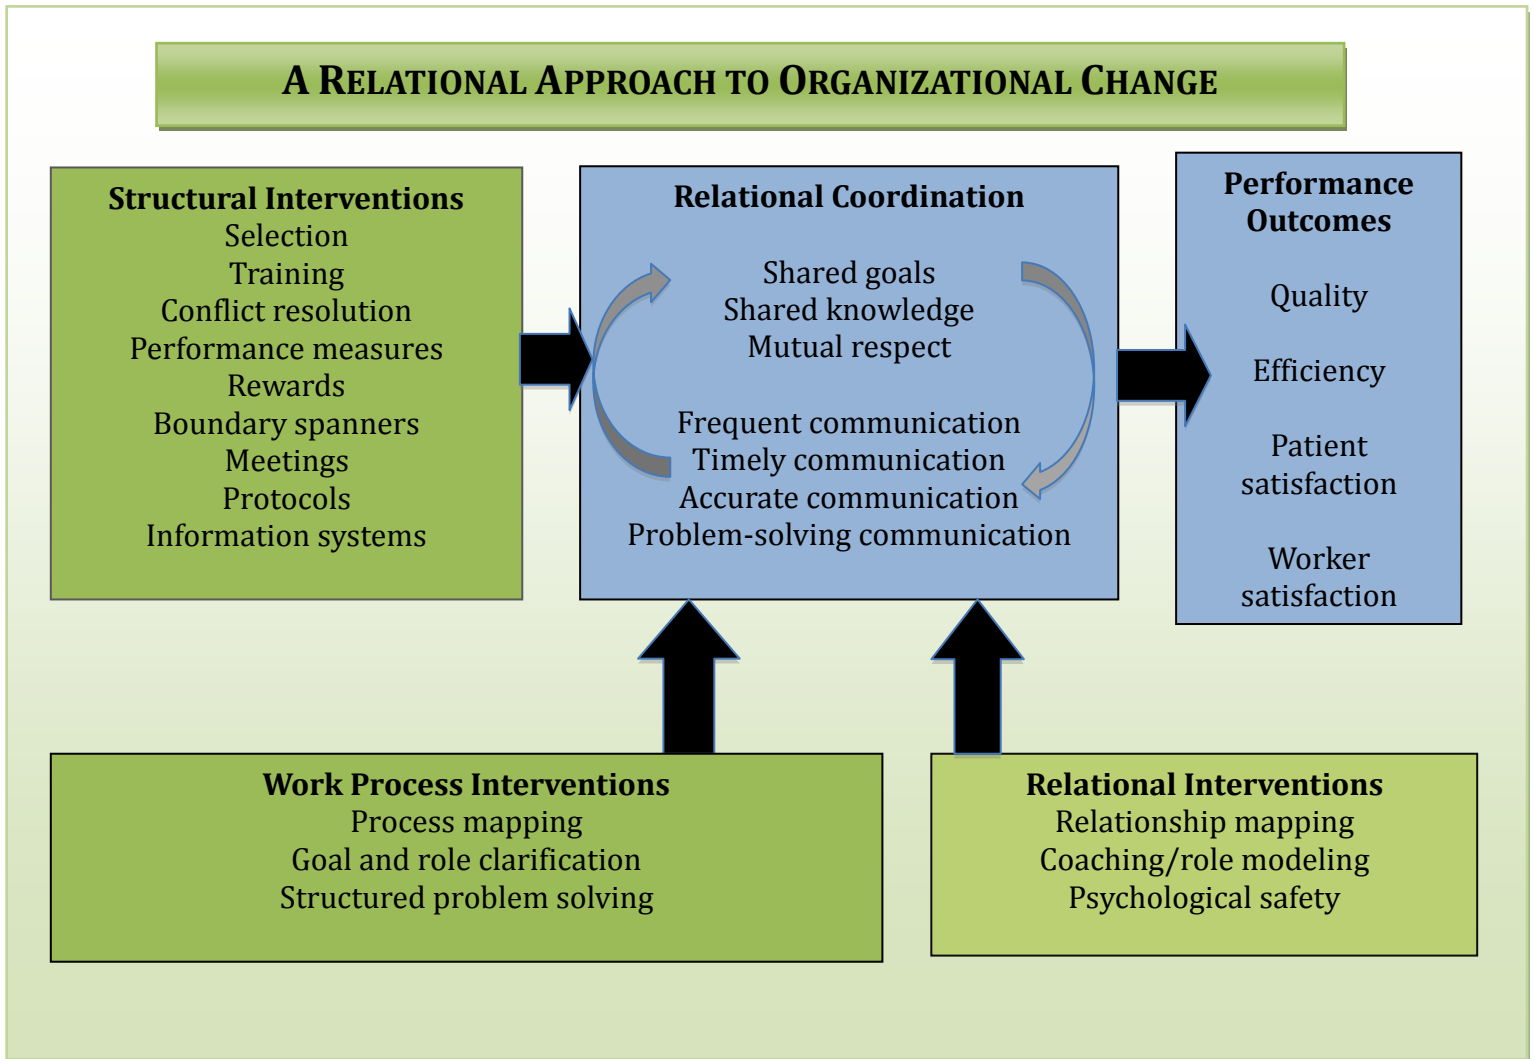 A RELATIONAL APPROACH TO ORGANIZATIONAL CHANGE
Structural Interventions
Selection
Training
Conflict resolution
Performance measures
Rewards
Boundary spanners
Meetings
Protocols
Information systems
Relational Coordination
Shared goals
Shared knowledge
Mutual respect
Frequent communication
Timely communication
Accurate communication
Problem-solving communication
Performance
Outcomes
Quality
Efficiency
Patient
satisfaction
Worker
satisfaction
Work Process Interventions
Process mapping
Goal and role clarification
Structured problem solving
Relational Interventions
Relationship mapping
Coaching/role modeling
Psychological safety